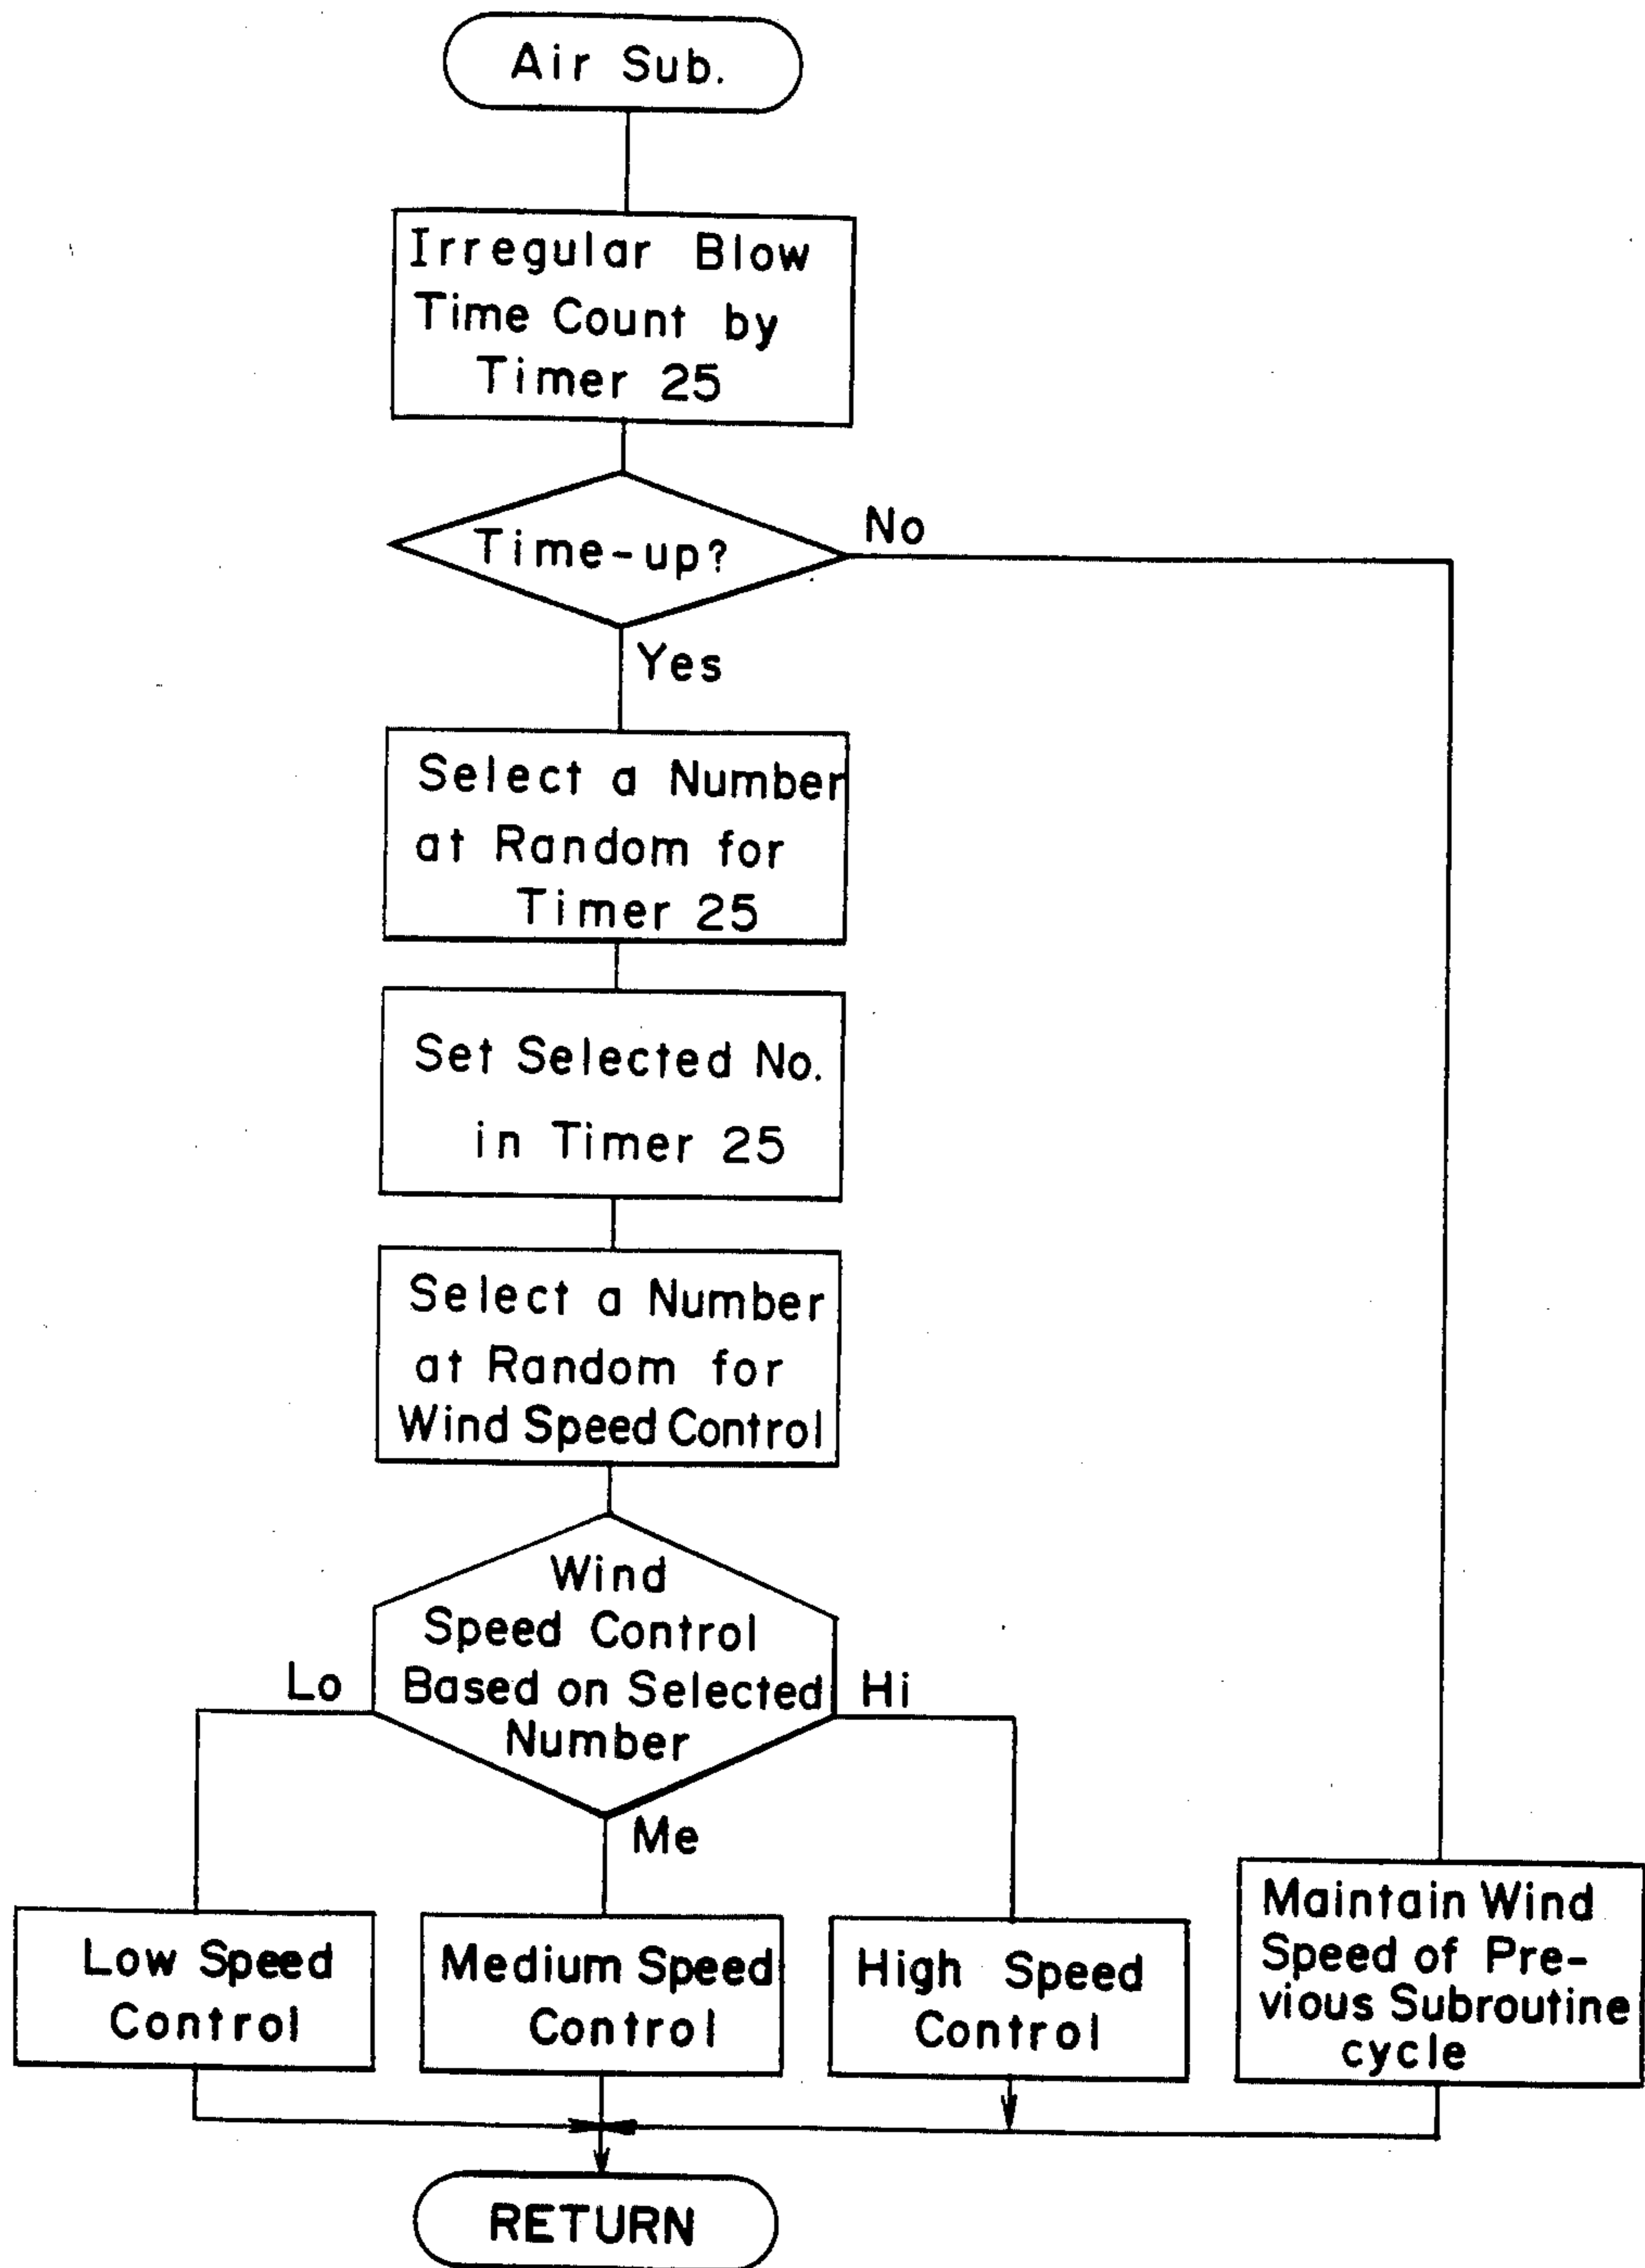 Air Sub.
Irregular Blow
Time Count by
Timer 25
Time-up?
No
Yes
Select a Number
at Random for
Timer 25
Set Selected No.
in Timer 25
Select a Number
at Random for
Wind Speed Control
Wind
Speed Control
Based on Selected
Number
Lo
Hi
Me
Low Speed
Control
Medium Speed
Control
High Speed
Control
Maintain Wind
Speed of Pre-
vious Subroutine
cycle
RETURN